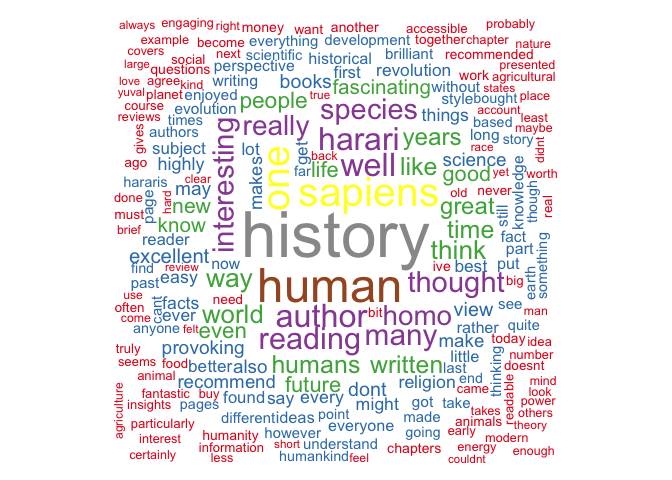 always engaging right money want another accessible probably
example become everything development together chapter nature
covers next scientific historical brilliant recommended
large social perspective first revolution work presented
questions books fascinating without agricultural
love agree kind writing people true species style bought states place
yuval planet enjoyed things account
course evolution really harari years based least
reviews times lot get long story maybe
gives authors interesting one back well like science race didnt
ago subject makes far life good yet knowledge though worth
hararis highly clear sapiens old never real
done page hard new may great still
must know history time fact
brief reader think part
excellent now ive best put big earth something
find review way human thought
past easy
use cant facts need author bit homo view see man
often ever world rather quite
come anyone felt even reading many make today idea
truly provoking little thinking number
seems food better also humans written last doesnt
animal recommend future dont religion end came readable mind
agriculture fantastic buy found say every might got take look
insights pages takes power
particularly different ideas point everyone made animals others
interest humanity however going early theory
certainly information short understand chapters energy modern enough
less humankind feel couldnt